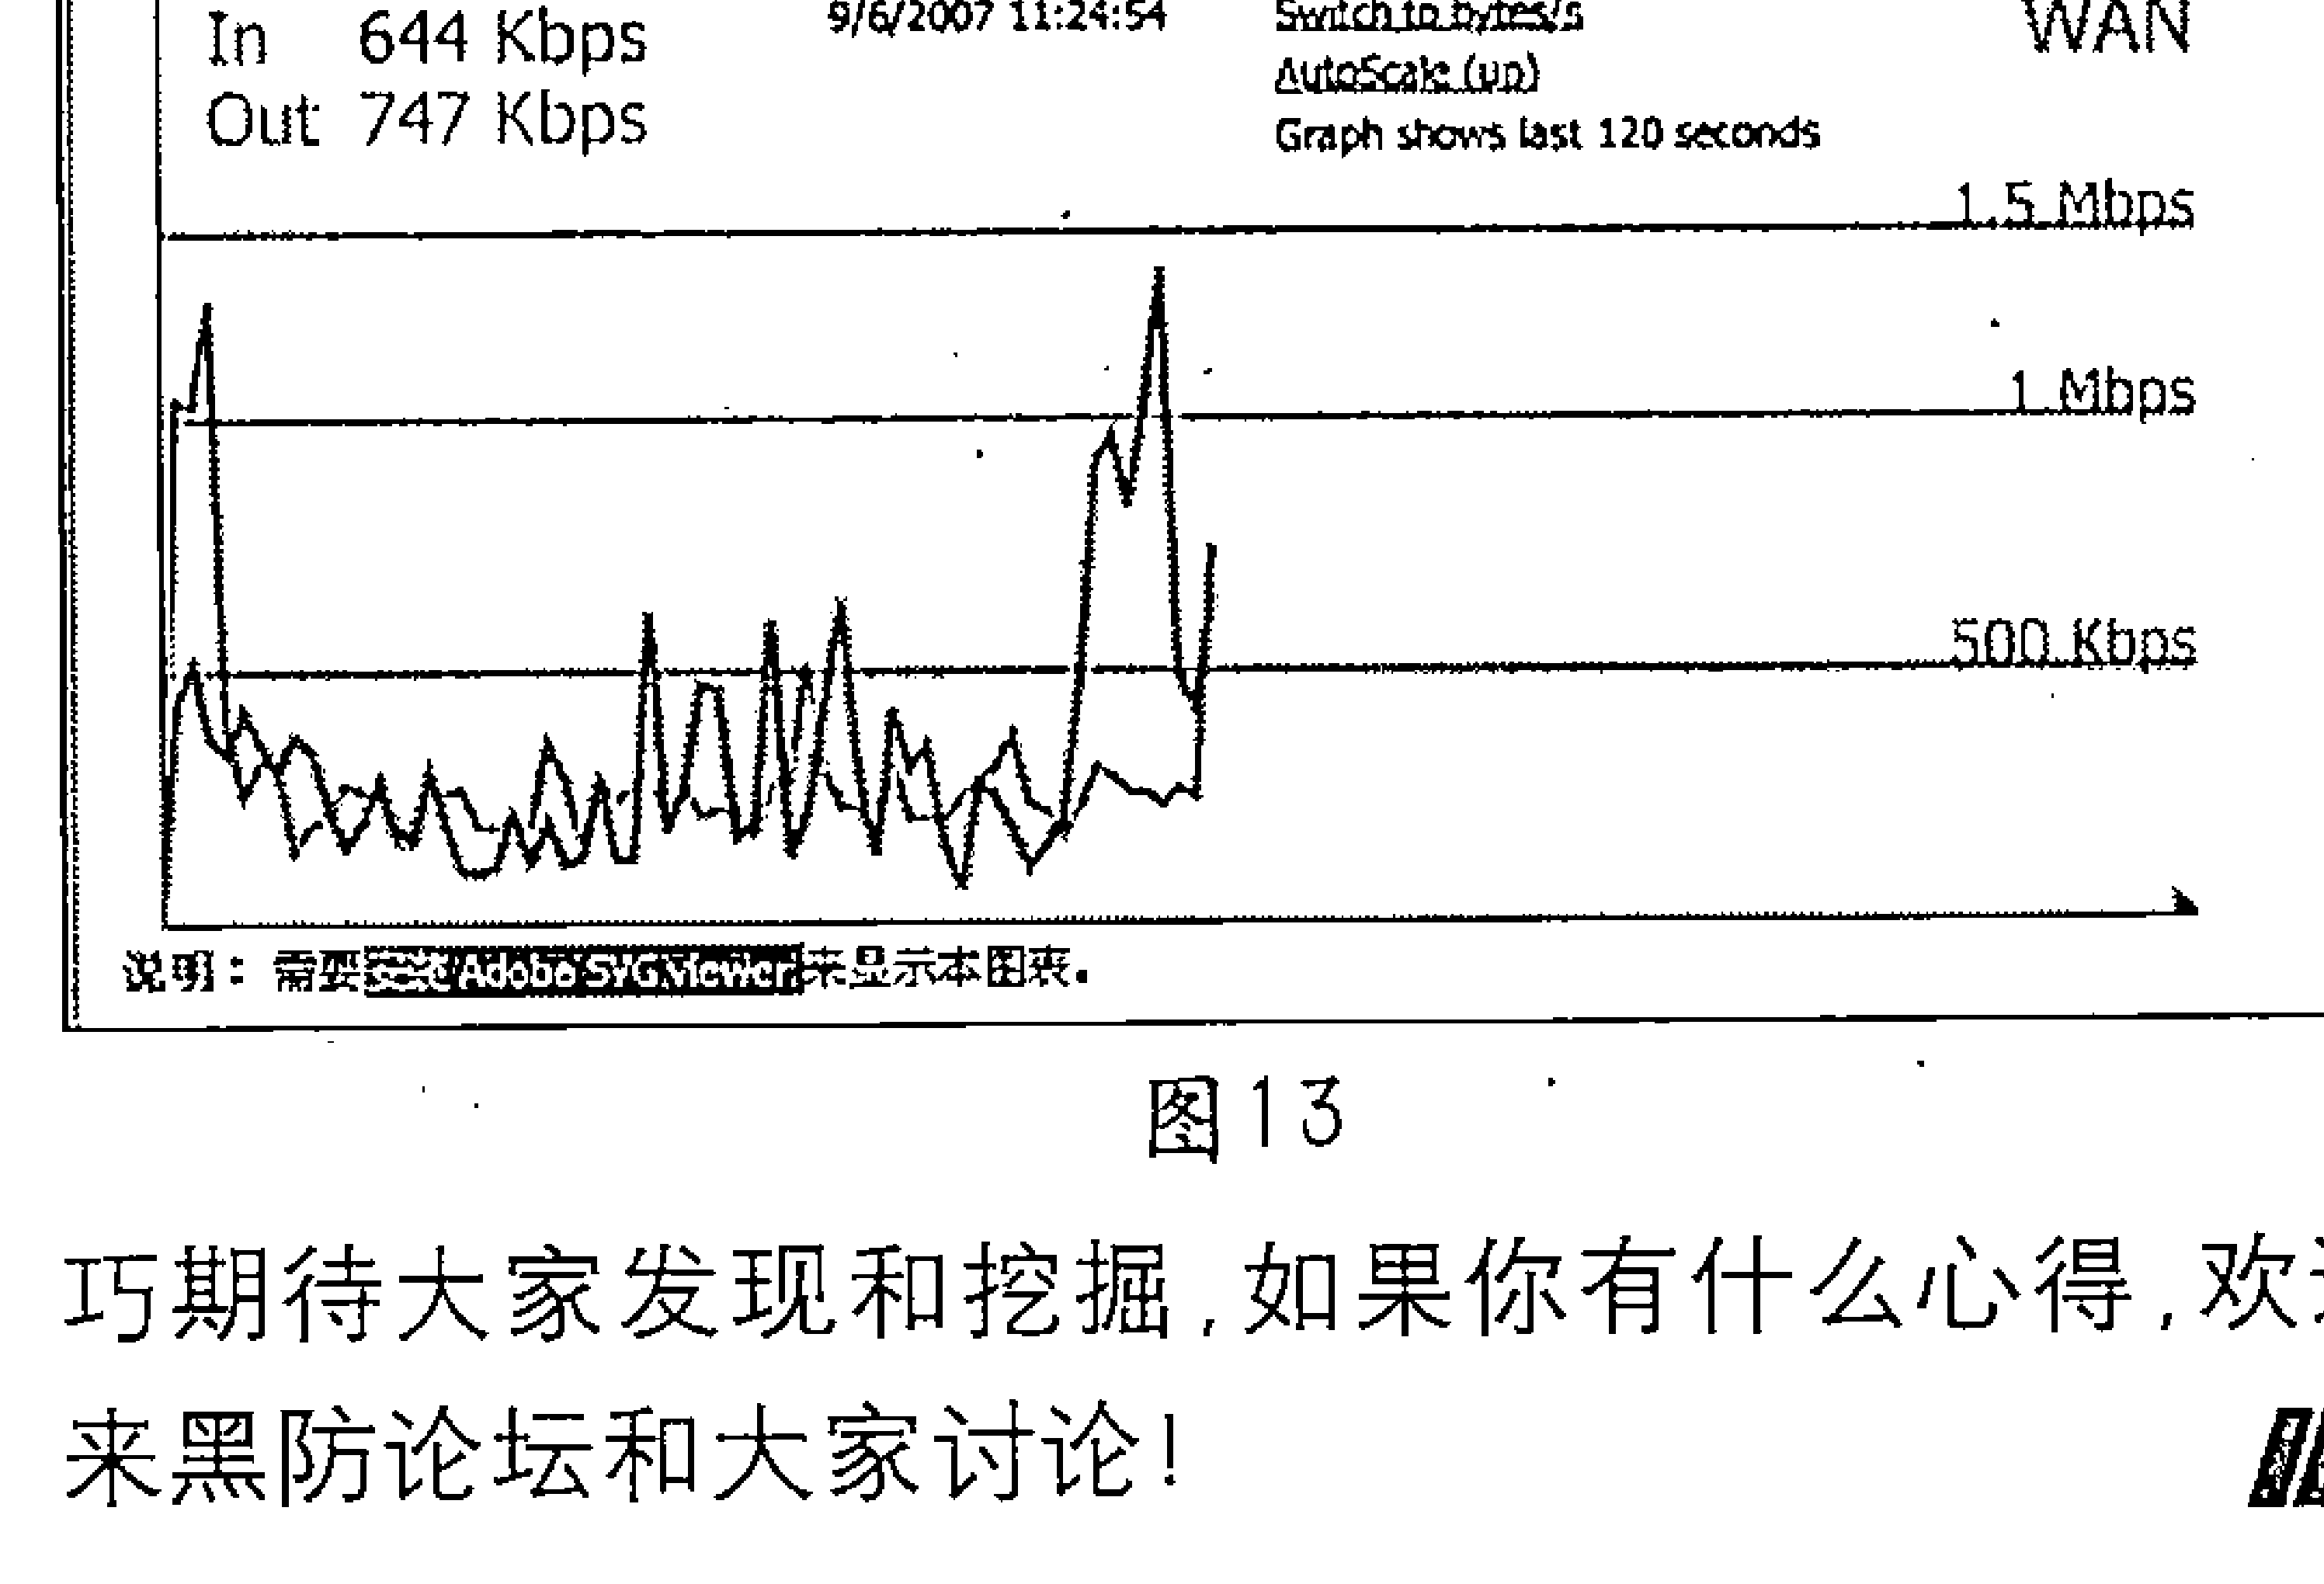 In 644 Kbps 9/6/2007 11:24:54 Switch to bytes/s WAN
Out 747 Kbps AutoScale (up)
Graph shows last 120 seconds
1.5 Mbps
1 Mbps
500 Kbps
说明：需要安装Adobe SVG Viewer来显示本图表。
图13
巧期待大家发现和挖掘,如果你有什么心得,欢
来黑防论坛和大家讨论!